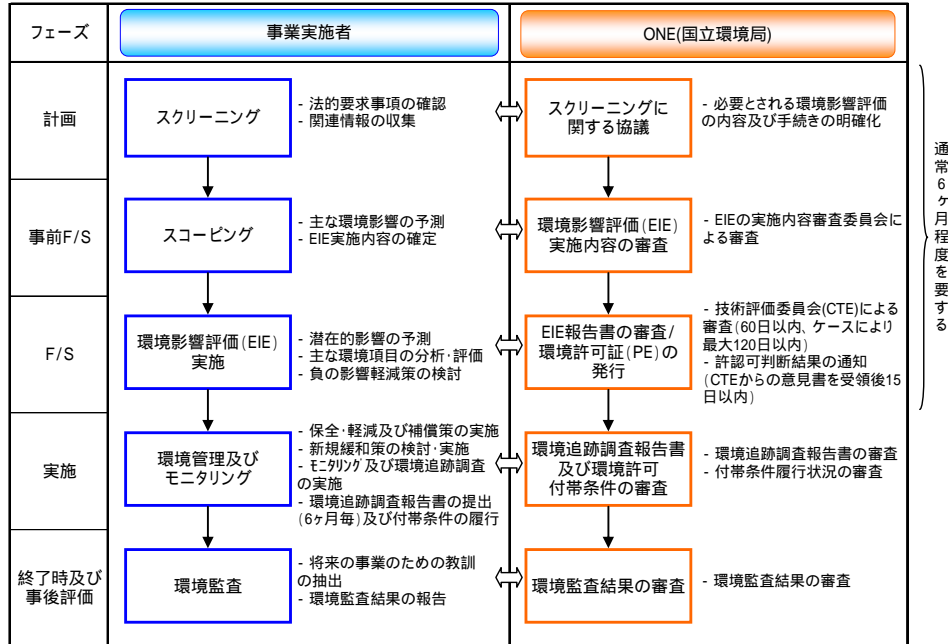 フェーズ
事業実施者
ONE(国立環境局)
計画
スクリーニング
- 法的要求事項の確認
- 関連情報の収集
スクリーニングに
関する協議
- 必要とされる環境影響評価
の内容及び手続きの明確化
事前F/S
スコーピング
- 主な環境影響の予測
- EIE実施内容の確定
環境影響評価(EIE)
実施内容の審査
- EIEの実施内容審査委員会に
よる審査
F/S
環境影響評価(EIE)
実施
- 潜在的影響の予測
- 主な環境項目の分析・評価
- 負の影響軽減策の検討
EIE報告書の審査/
環境許可証(PE)の
発行
- 技術評価委員会(CTE)による
審査(60日以内、ケースにより
最大120日以内)
- 許認可判断結果の通知
(CTEからの意見書を受領後15
日以内)
実施
環境管理及び
モニタリング
- 保全・軽減及び補償策の実施
- 新規緩和策の検討・実施
- ﾓﾆﾀﾘﾝｸﾞ及び環境追跡調査
の実施
- 環境追跡調査報告書の提出
(6ヶ月毎)及び付帯条件の履行
環境追跡調査報告書
及び環境許可
付帯条件の審査
- 環境追跡調査報告書の審査
- 付帯条件履行状況の審査
終了時及び
事後評価
環境監査
- 将来の事業のための教訓
の抽出
- 環境監査結果の報告
環境監査結果の審査
- 環境監査結果の審査
通常6ヶ月程度を要する